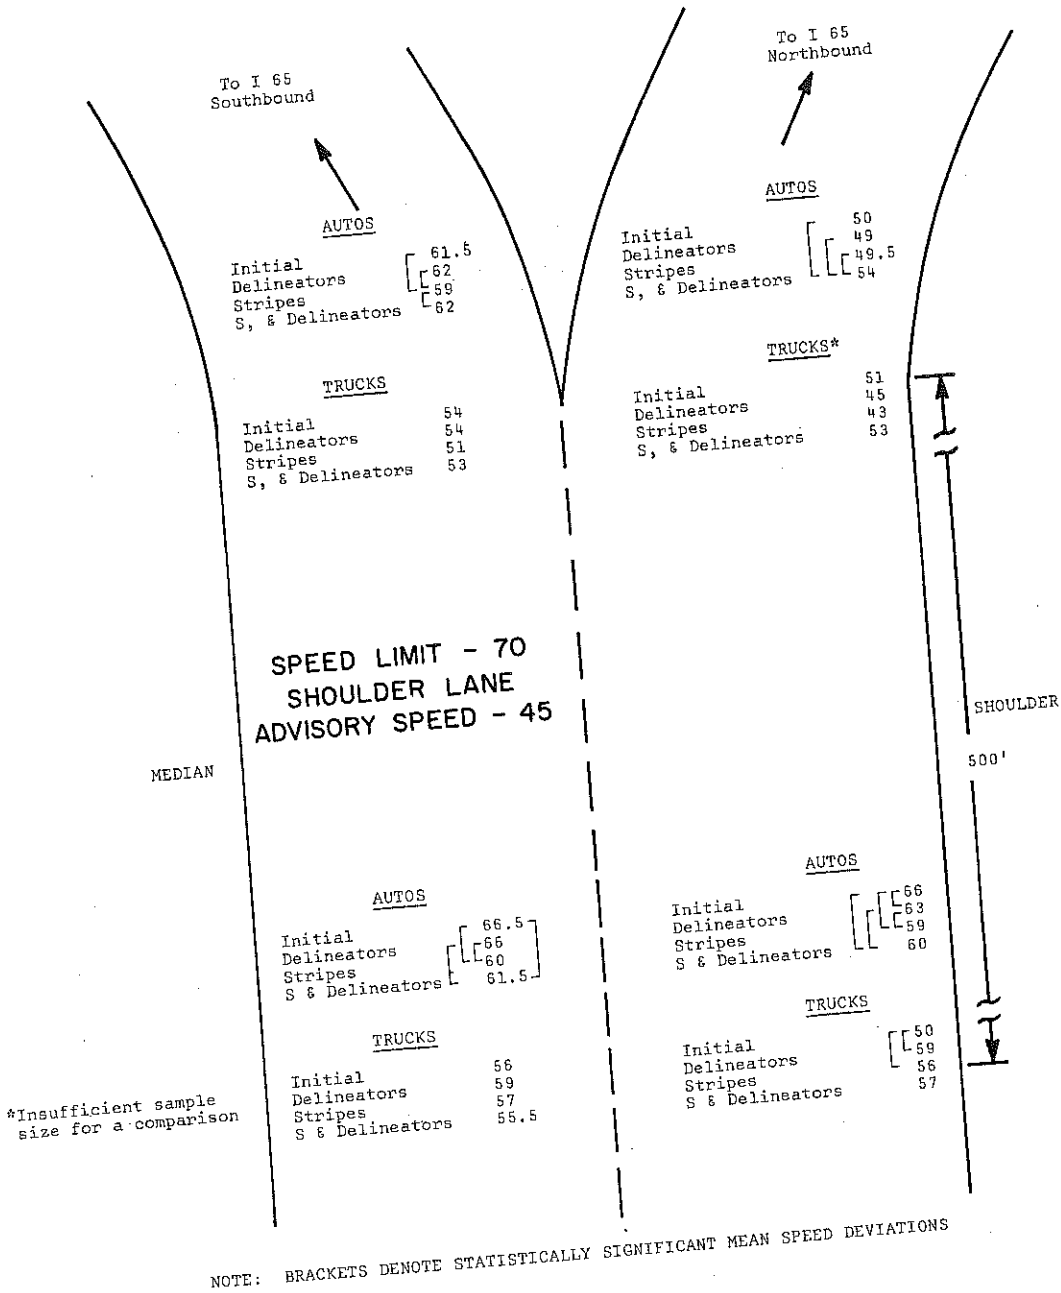 To I 65
Southbound
To I 65
Northbound
AUTOS
Initial 61.5
Delineators 62
Stripes 59
S, & Delineators 62
AUTOS
Initial 50
Delineators 49
Stripes 49.5
S, & Delineators 54
TRUCKS
Initial 54
Delineators 54
Stripes 51
S, & Delineators 53
TRUCKS*
Initial 51
Delineators 45
Stripes 43
S, & Delineators 53
SPEED LIMIT - 70
SHOULDER LANE
ADVISORY SPEED - 45
MEDIAN
SHOULDER
500'
AUTOS
Initial 66.5
Delineators 66
Stripes 60
S & Delineators 61.5
AUTOS
Initial 66
Delineators 63
Stripes 59
S & Delineators 60
TRUCKS
Initial 56
Delineators 59
Stripes 57
S & Delineators 55.5
TRUCKS
Initial 50
Delineators 59
Stripes 56
S & Delineators 57
*Insufficient sample
size for a comparison
NOTE: BRACKETS DENOTE STATISTICALLY SIGNIFICANT MEAN SPEED DEVIATIONS